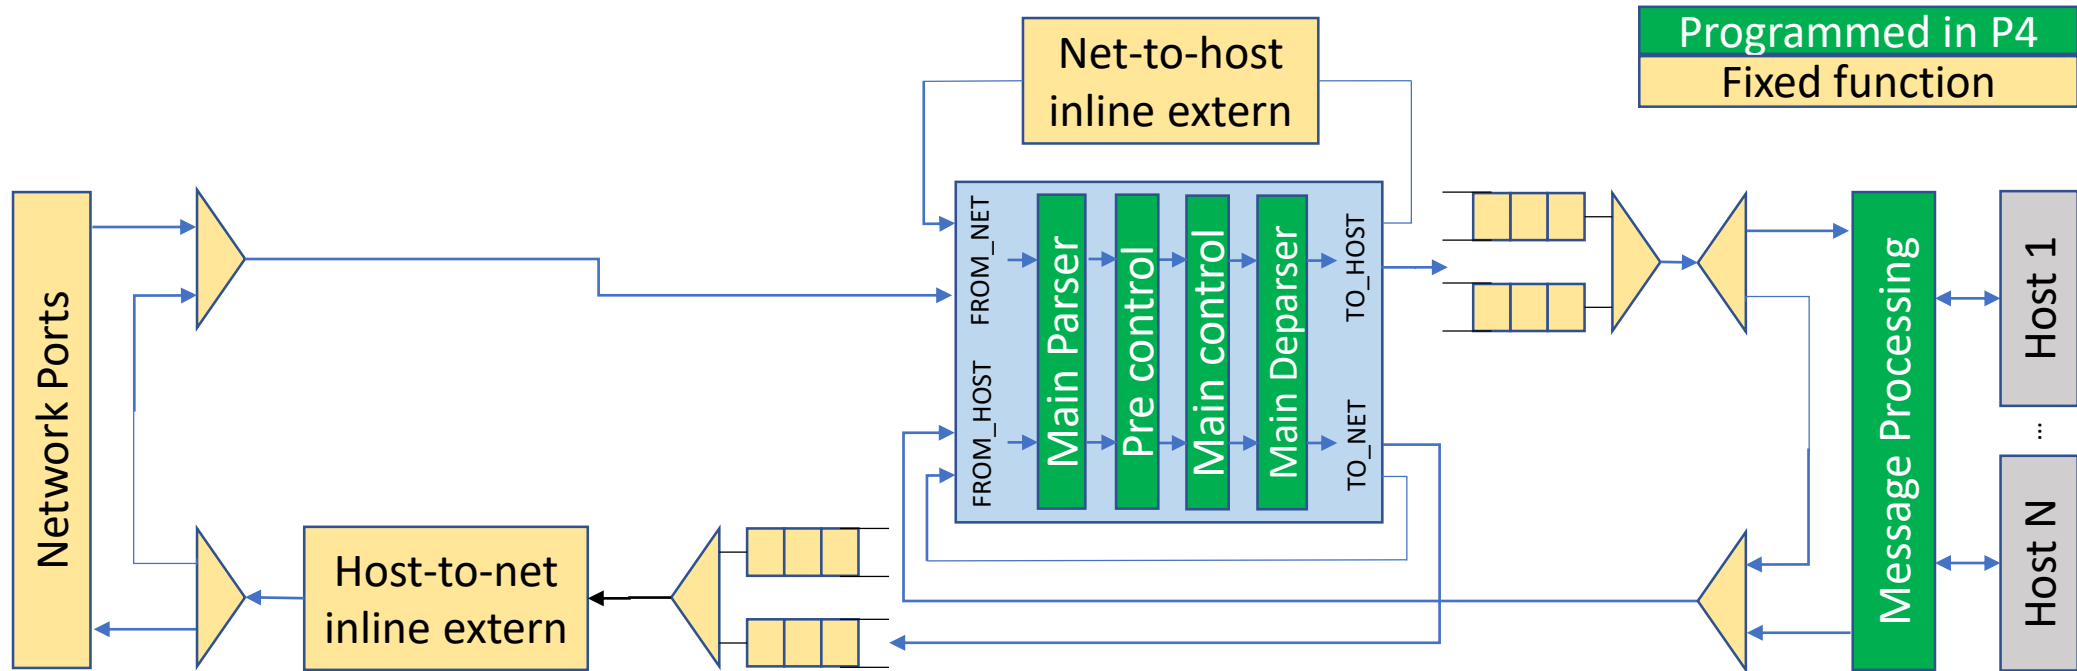 Programmed in P4
Fixed function
Net-to-host
inline extern
Network Ports
FROM_NET
FROM_HOST
Main Parser
Pre control
Main control
Main Deparser
TO_HOST
TO_NET
Message Processing
Host 1
...
Host N
Host-to-net
inline extern